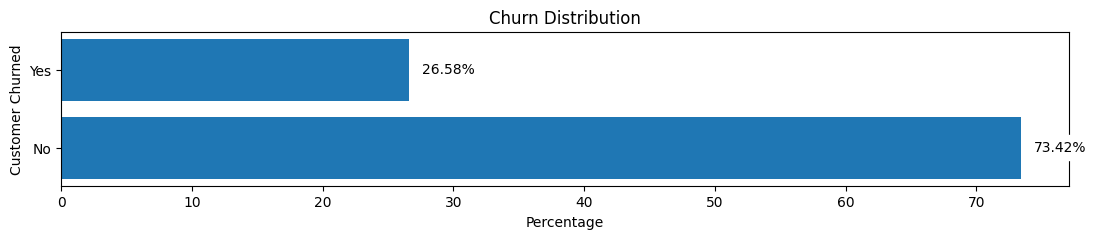 Churn Distribution
Customer Churned
Yes
26.58%
No
73.42%
0 10 20 30 40 50 60 70
Percentage